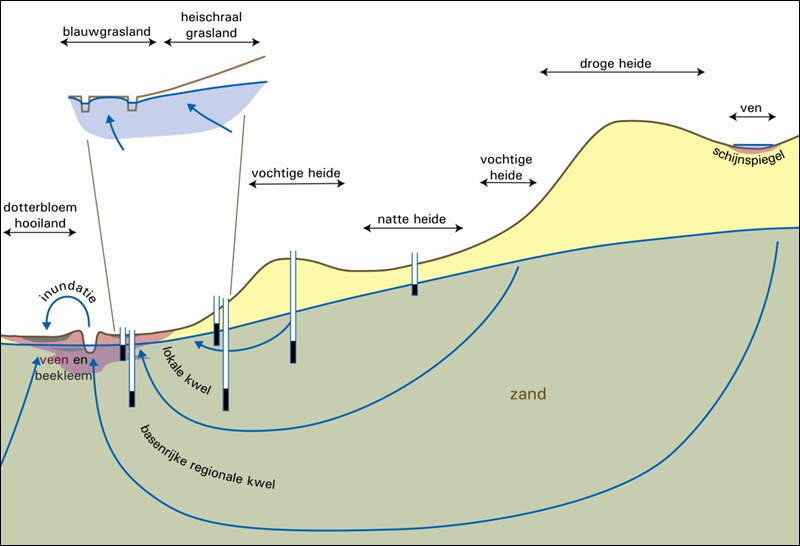 heischraal
grasland
blauwgrasland
droge heide
ven
schijnspiegel
vochtige heide
vochtige
heide
natte heide
dotterbloem
hooiland
inundatie
veen en
beekleem
lokale kwel
zand
basenrijke regionale kwel